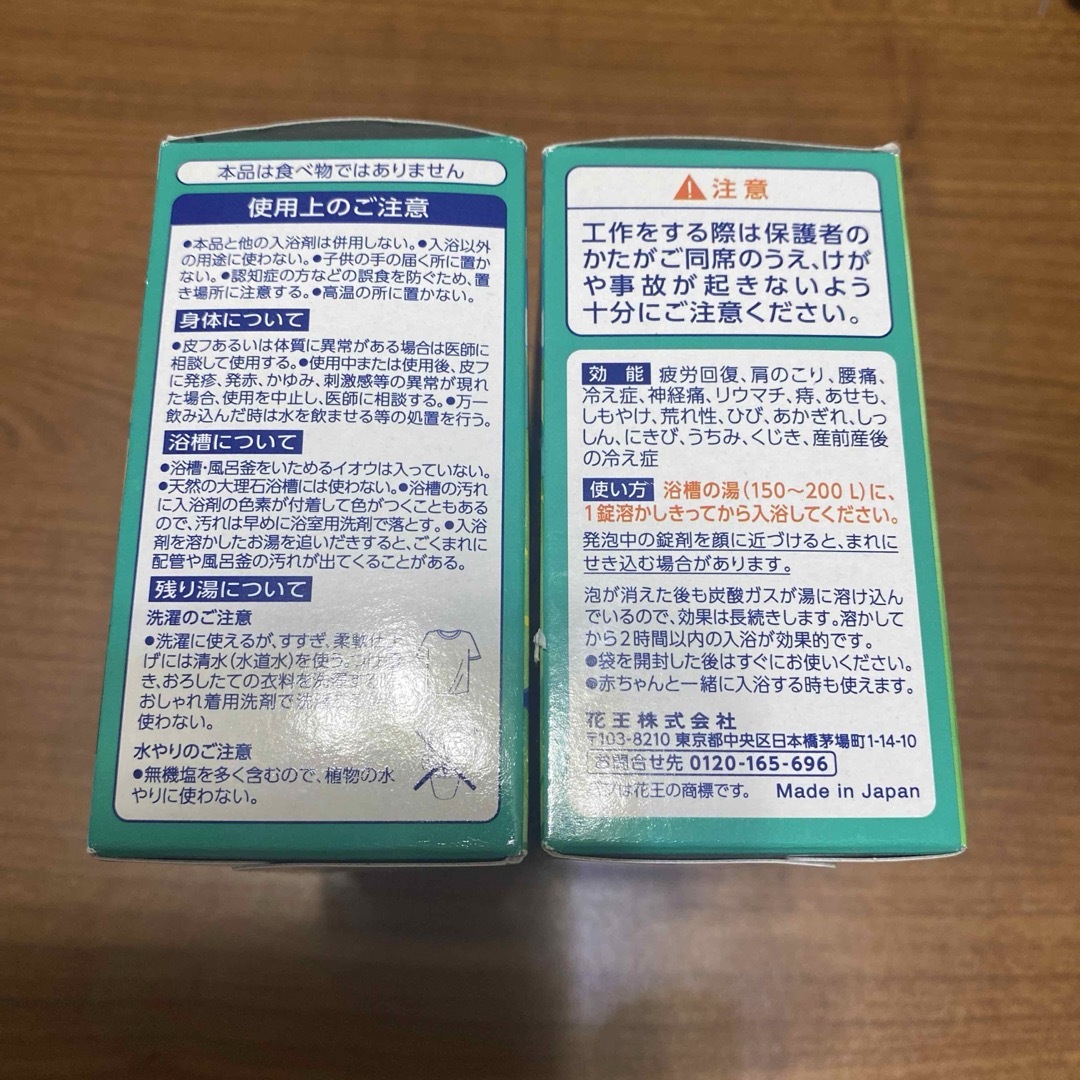 本品は食べ物ではありません
使用上のご注意
●本品と他の入浴剤は併用しない。●入浴以外
の用途に使わない。●子供の手の届く所に置か
ない。●認知症の方などの誤食を防ぐため、置
き場所に注意する。●高温の所に置かない。
身体について
●皮フあるいは体質に異常がある場合は医師に
相談して使用する。●使用中または使用後、皮フ
に発疹、発赤、かゆみ、刺激感等の異常が現れ
た場合、使用を中止し、医師に相談する。●万一
飲み込んだ時は水を飲ませる等の処置を行う。
浴槽について
●浴槽・風呂釜をいためるイオウは入っていない。
●天然の大理石浴槽には使わない。●浴槽の汚れ
に入浴剤の色素が付着して色がつくこともある
ので、汚れは早めに浴室用洗剤で落とす。●入浴
剤を溶かしたお湯を追いだきすると、ごくまれに
配管や風呂釜の汚れが出てくることがある。
残り湯について
洗濯のご注意
●洗濯に使えるが、すすぎ、柔軟仕上
げには清水(水道水)を使う。
き、おろしたての衣料を洗濯する
おしゃれ着用洗剤で洗
使わない。
水やりのご注意
●無機塩を多く含むので、植物の水
やりに使わない。
注意
工作をする際は保護者の
かたがご同席のうえ、けが
や事故が起きないよう
十分にご注意ください。
効能 疲労回復、肩のこり、腰痛、
冷え症、神経痛、リウマチ、痔、あせも、
しもやけ、荒れ性、ひび、あかぎれ、しっ
しん、にきび、うちみ、くじき、産前産後
の冷え症
使い方 浴槽の湯(150～200 L)に、
1錠溶かしきってから入浴してください。
発泡中の錠剤を顔に近づけると、まれに
せき込む場合があります。
泡が消えた後も炭酸ガスが湯に溶け込ん
でいるので、効果は長続きします。溶かして
から2時間以内の入浴が効果的です。
●袋を開封した後はすぐにお使いください。
●赤ちゃんと一緒に入浴する時も使えます。
花王株式会社
〒103-8210 東京都中央区日本橋茅場町1-14-10
お問合せ先 0120-165-696
は花王の商標です。 Made in Japan